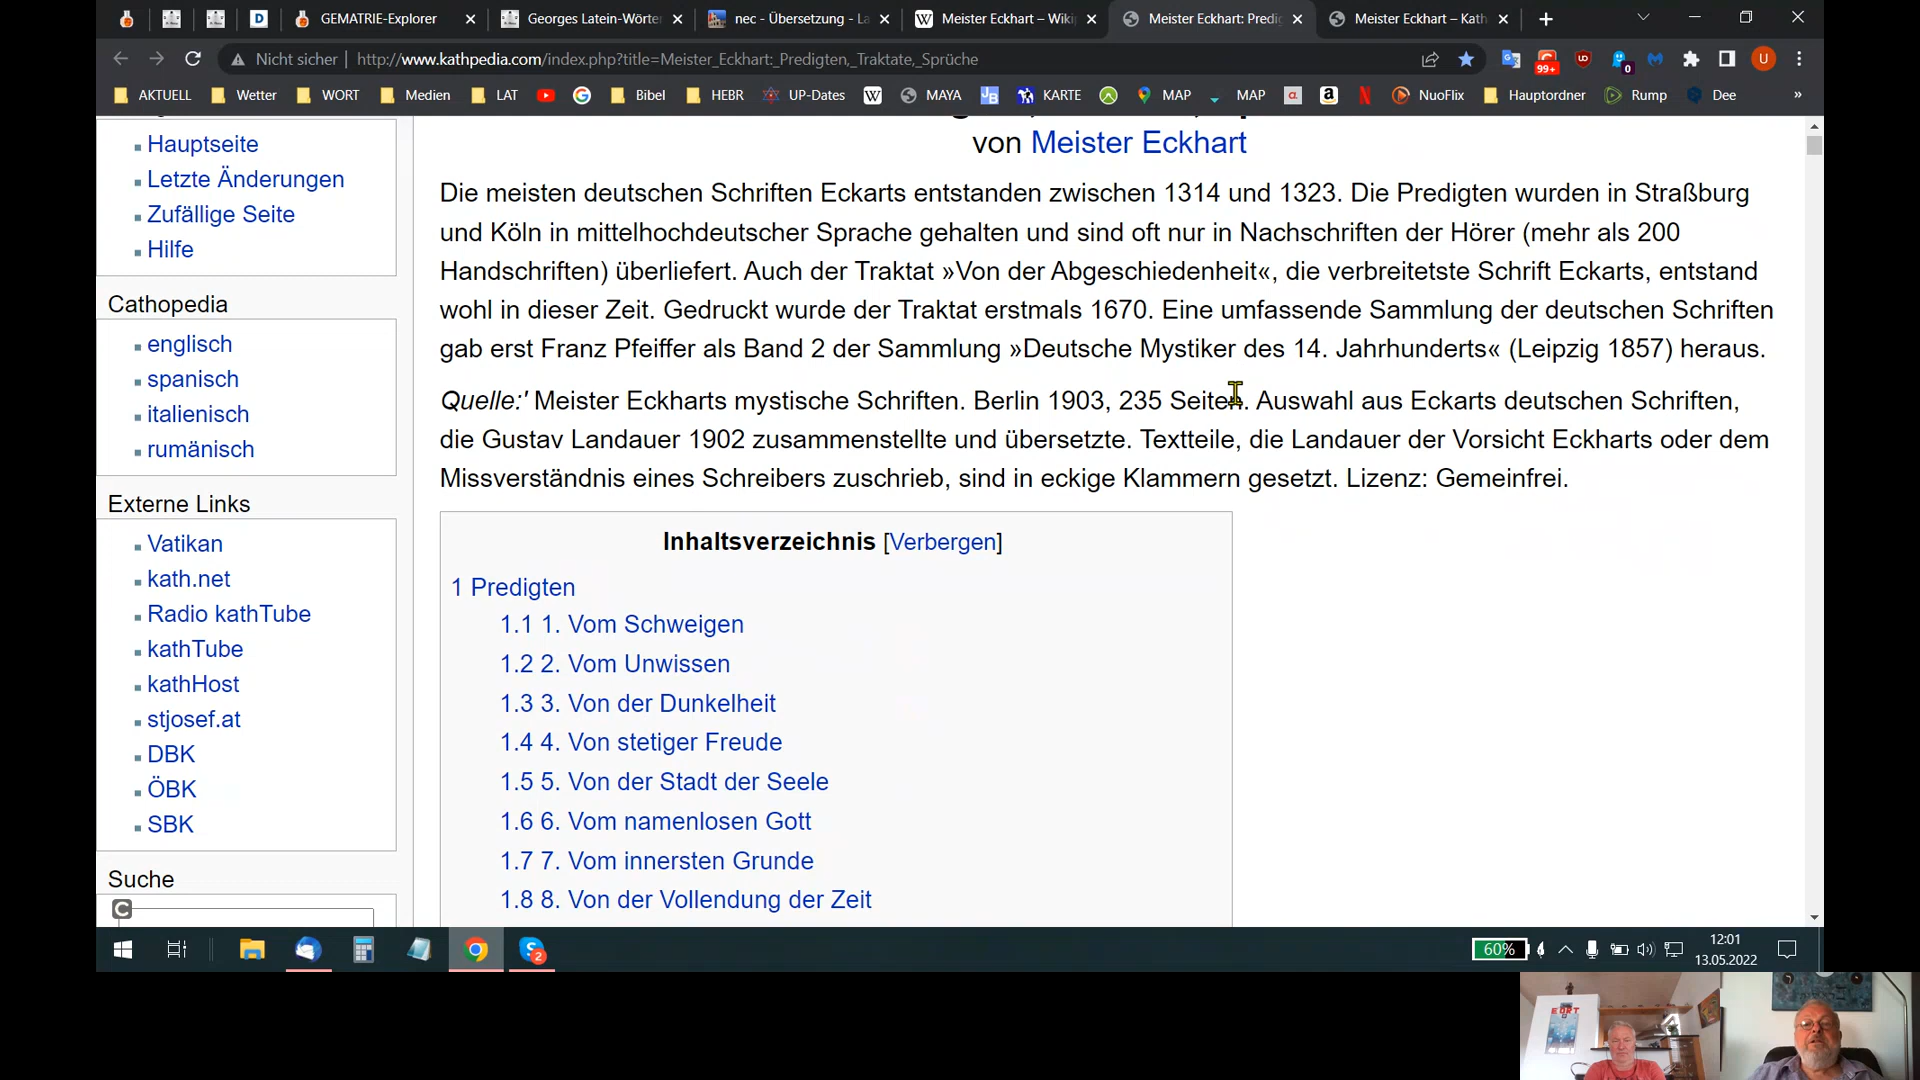 GEMATRIE-Explorer
Georges Latein-Wörte
nec - Übersetzung - La
Meister Eckhart – Wiki
Meister Eckhart: Predig
Meister Eckhart – Kath
Nicht sicher | http://www.kathpedia.com/index.php?title=Meister_Eckhart:_Predigten,_Traktate,_Sprüche
99+
0
U
AKTUELL Wetter WORT Medien LAT Bibel HEBR UP-Dates MAYA KARTE MAP MAP NuoFlix Hauptordner Rump Dee »
Hauptseite
Letzte Änderungen
Zufällige Seite
Hilfe
Cathopedia
englisch
spanisch
italienisch
rumänisch
Externe Links
Vatikan
kath.net
Radio kathTube
kathTube
kathHost
stjosef.at
DBK
ÖBK
SBK
Suche
von Meister Eckhart
Die meisten deutschen Schriften Eckarts entstanden zwischen 1314 und 1323. Die Predigten wurden in Straßburg
und Köln in mittelhochdeutscher Sprache gehalten und sind oft nur in Nachschriften der Hörer (mehr als 200
Handschriften) überliefert. Auch der Traktat »Von der Abgeschiedenheit«, die verbreitetste Schrift Eckarts, entstand
wohl in dieser Zeit. Gedruckt wurde der Traktat erstmals 1670. Eine umfassende Sammlung der deutschen Schriften
gab erst Franz Pfeiffer als Band 2 der Sammlung »Deutsche Mystiker des 14. Jahrhunderts« (Leipzig 1857) heraus.
Quelle:' Meister Eckharts mystische Schriften. Berlin 1903, 235 Seiten. Auswahl aus Eckarts deutschen Schriften,
die Gustav Landauer 1902 zusammenstellte und übersetzte. Textteile, die Landauer der Vorsicht Eckharts oder dem
Missverständnis eines Schreibers zuschrieb, sind in eckige Klammern gesetzt. Lizenz: Gemeinfrei.
Inhaltsverzeichnis [Verbergen]
1 Predigten
1.1 1. Vom Schweigen
1.2 2. Vom Unwissen
1.3 3. Von der Dunkelheit
1.4 4. Von stetiger Freude
1.5 5. Von der Stadt der Seele
1.6 6. Vom namenlosen Gott
1.7 7. Vom innersten Grunde
1.8 8. Von der Vollendung der Zeit
60%
12:01
13.05.2022
2